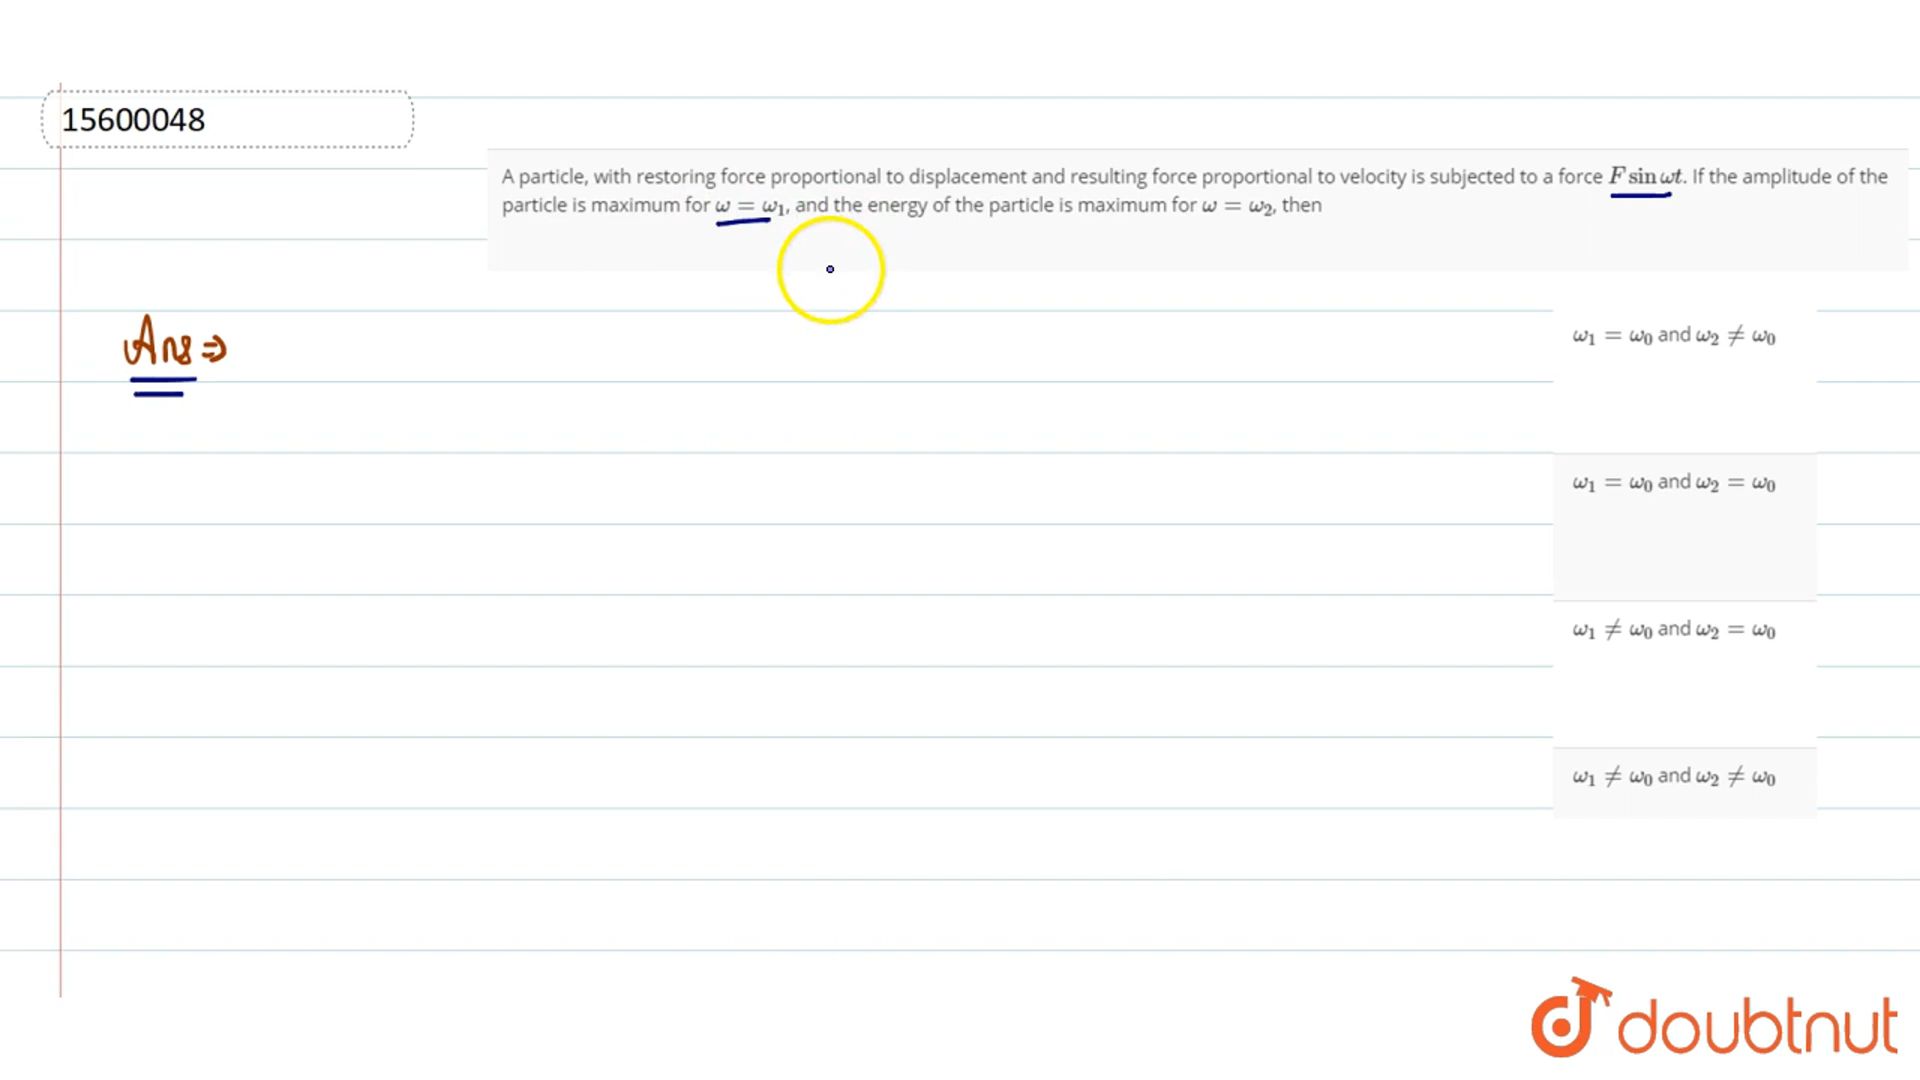 15600048
A particle, with restoring force proportional to displacement and resulting force proportional to velocity is subjected to a force F sin ωt. If the amplitude of the
particle is maximum for ω = ω₁, and the energy of the particle is maximum for ω = ω₂, then
Ans ⇒
ω₁ = ω₀ and ω₂ ≠ ω₀
ω₁ = ω₀ and ω₂ = ω₀
ω₁ ≠ ω₀ and ω₂ = ω₀
ω₁ ≠ ω₀ and ω₂ ≠ ω₀
doubtnut